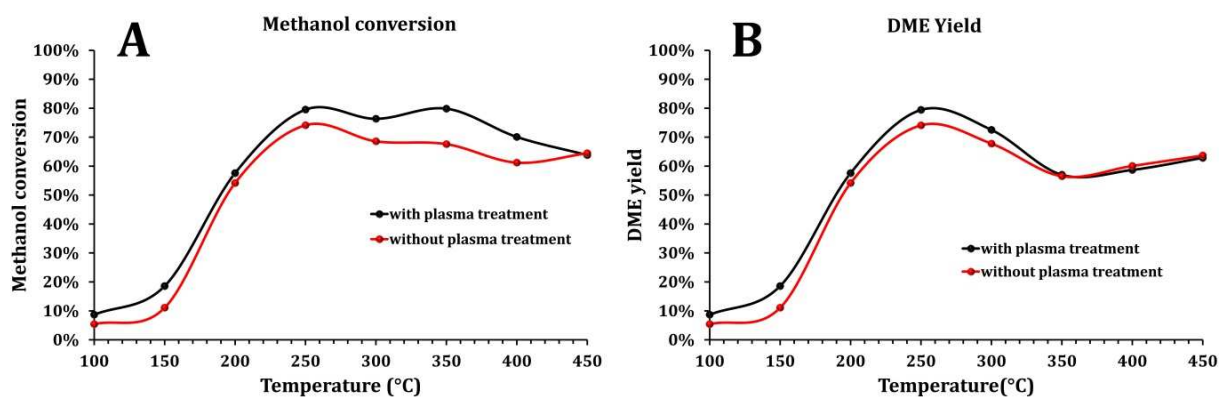 A
Methanol conversion
100%
90%
80%
70%
60%
50%
40%
30%
20%
10%
0%
Methanol conversion
with plasma treatment
without plasma treatment
100 150 200 250 300 350 400 450
Temperature (°C)
B
DME Yield
100%
90%
80%
70%
60%
50%
40%
30%
20%
10%
0%
DME yield
with plasma treatment
without plasma treatment
100 150 200 250 300 350 400 450
Temperature(°C)